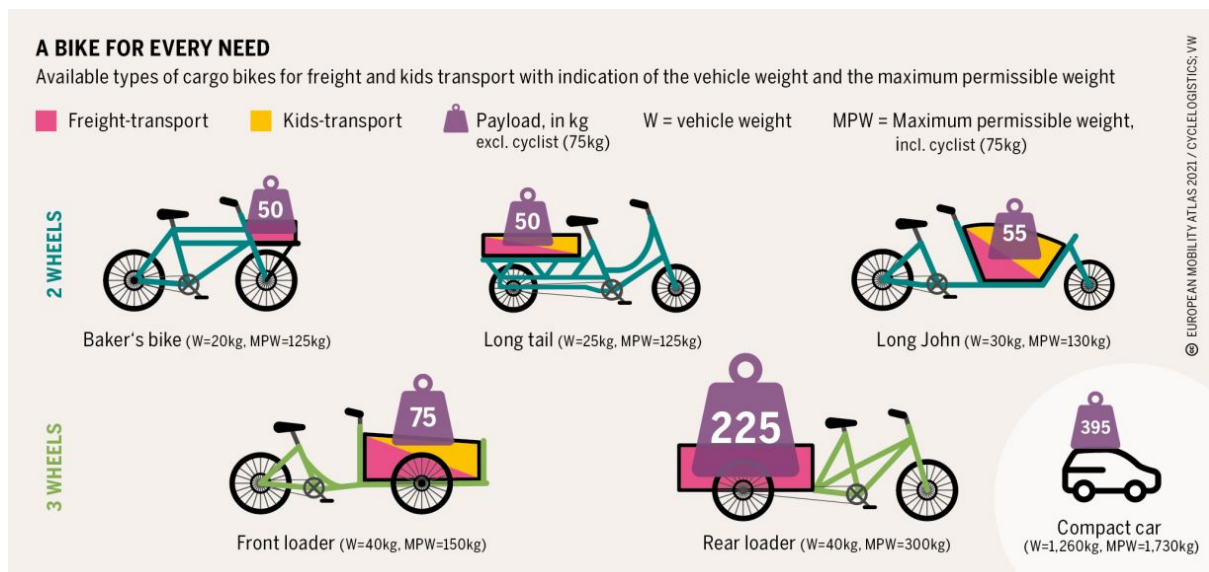 A BIKE FOR EVERY NEED
Available types of cargo bikes for freight and kids transport with indication of the vehicle weight and the maximum permissible weight
Freight-transport
Kids-transport
Payload, in kg
excl. cyclist (75kg)
W = vehicle weight
MPW = Maximum permissible weight,
incl. cyclist (75kg)
2 WHEELS
50
Baker‘s bike (W=20kg, MPW=125kg)
50
Long tail (W=25kg, MPW=125kg)
55
Long John (W=30kg, MPW=130kg)
3 WHEELS
75
Front loader (W=40kg, MPW=150kg)
225
Rear loader (W=40kg, MPW=300kg)
395
Compact car
(W=1,260kg, MPW=1,730kg)
EUROPEAN MOBILITY ATLAS 2021 / CYCLELOGISTICS; VW